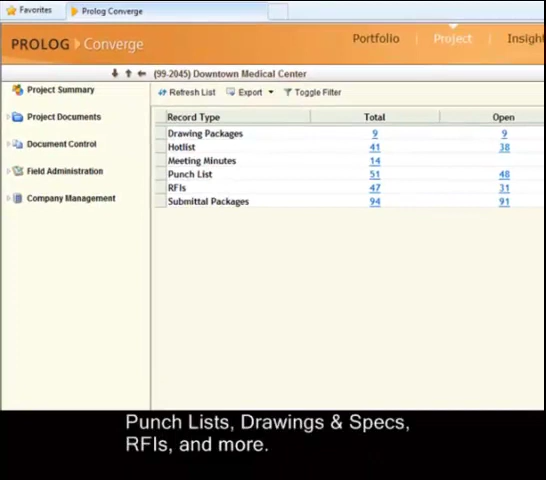 Favorites Prolog Converge
PROLOG Converge Portfolio Project Insigh
(99-2045) Downtown Medical Center
Project Summary
Project Documents
Document Control
Field Administration
Company Management
Refresh List Export Toggle Filter
Record Type Total Open
Drawing Packages 9 9
Hotlist 41 38
Meeting Minutes 14
Punch List 51 48
RFIs 47 31
Submittal Packages 94 91
Punch Lists, Drawings & Specs,
RFIs, and more.